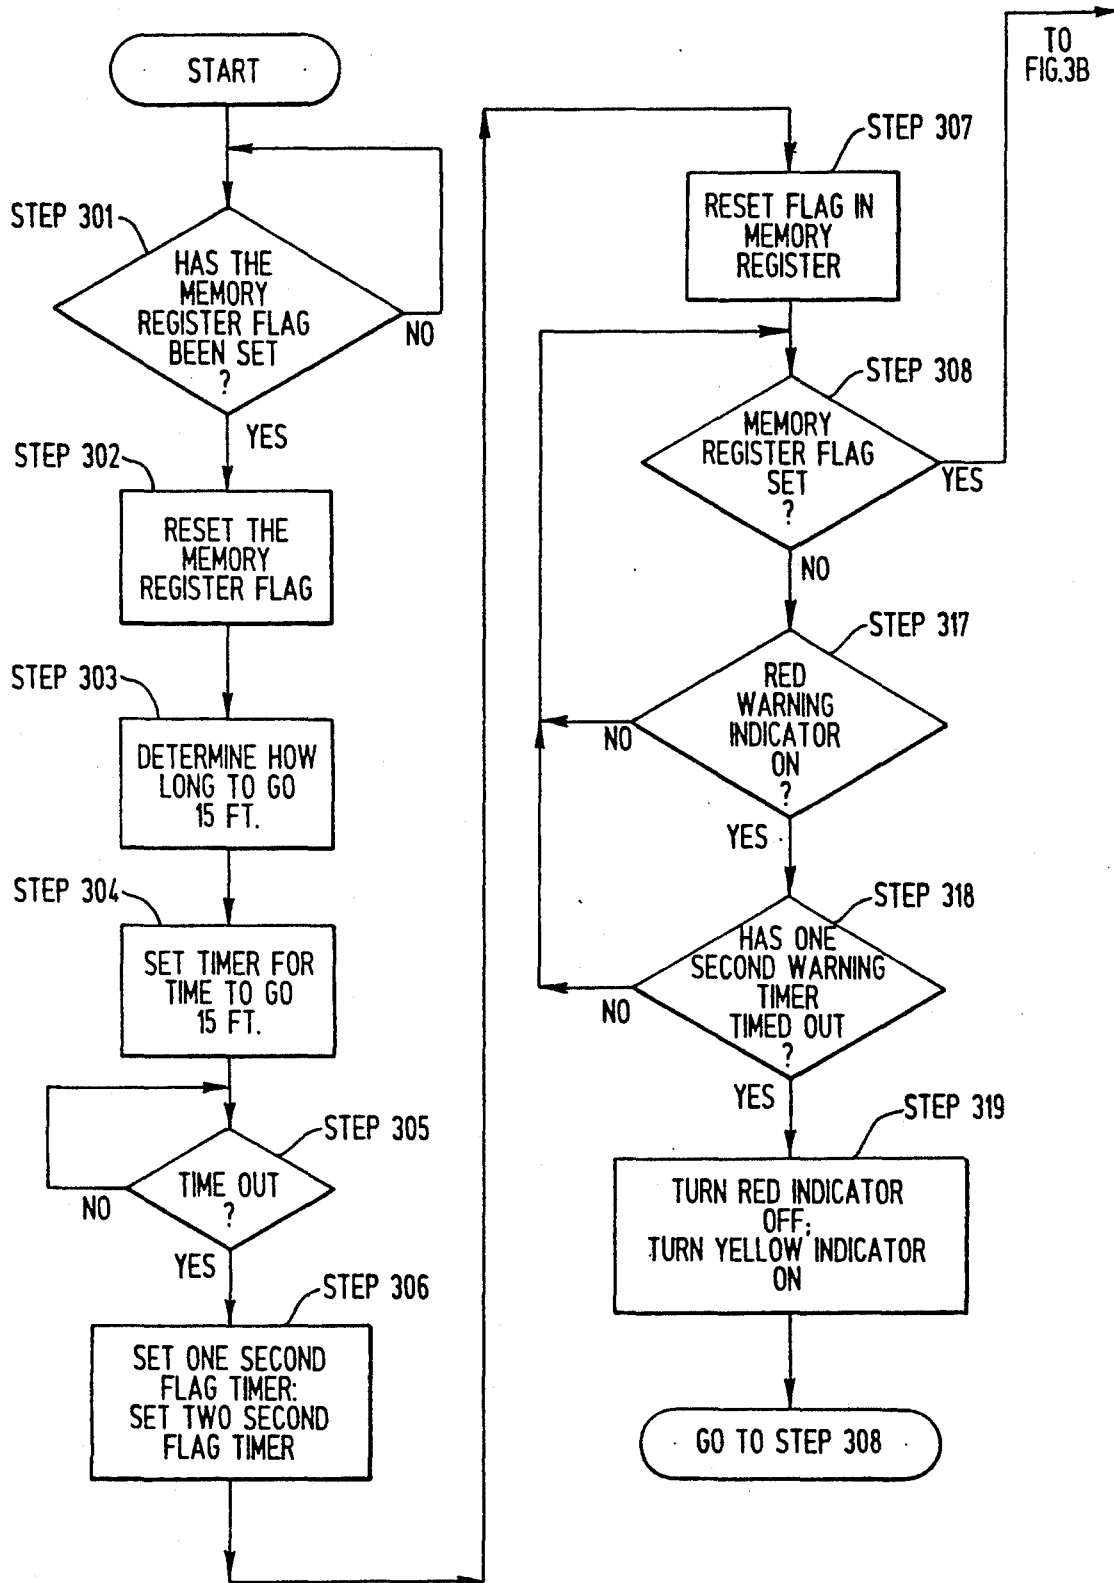 START
STEP 301
HAS THE
MEMORY
REGISTER FLAG
BEEN SET
?
NO
YES
STEP 302
RESET THE
MEMORY
REGISTER FLAG
STEP 303
DETERMINE HOW
LONG TO GO
15 FT.
STEP 304
SET TIMER FOR
TIME TO GO
15 FT.
STEP 305
TIME OUT
?
NO
YES
STEP 306
SET ONE SECOND
FLAG TIMER:
SET TWO SECOND
FLAG TIMER
TO
FIG.3B
STEP 307
RESET FLAG IN
MEMORY
REGISTER
STEP 308
MEMORY
REGISTER FLAG
SET
?
YES
NO
STEP 317
RED
WARNING
INDICATOR
ON
?
NO
YES
STEP 318
HAS ONE
SECOND WARNING
TIMER
TIMED OUT
?
NO
YES
STEP 319
TURN RED INDICATOR
OFF;
TURN YELLOW INDICATOR
ON
GO TO STEP 308